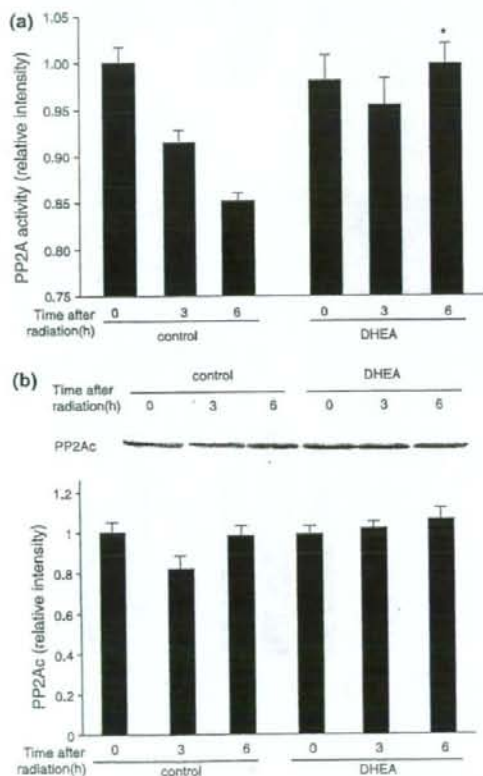 (a)
1.05
1.00
0.95
0.90
0.85
0.80
0.75
PP2A activity (relative intensity)
*
Time after radiation(h)
0 3 6 0 3 6
control DHEA
(b)
control DHEA
Time after
radiation(h) 0 3 6 0 3 6
PP2Ac
1.2
1
0.8
0.6
0.4
0.2
0
PP2Ac (relative intensity)
Time after
radiation(h) 0 3 6 0 3 6
control DHEA